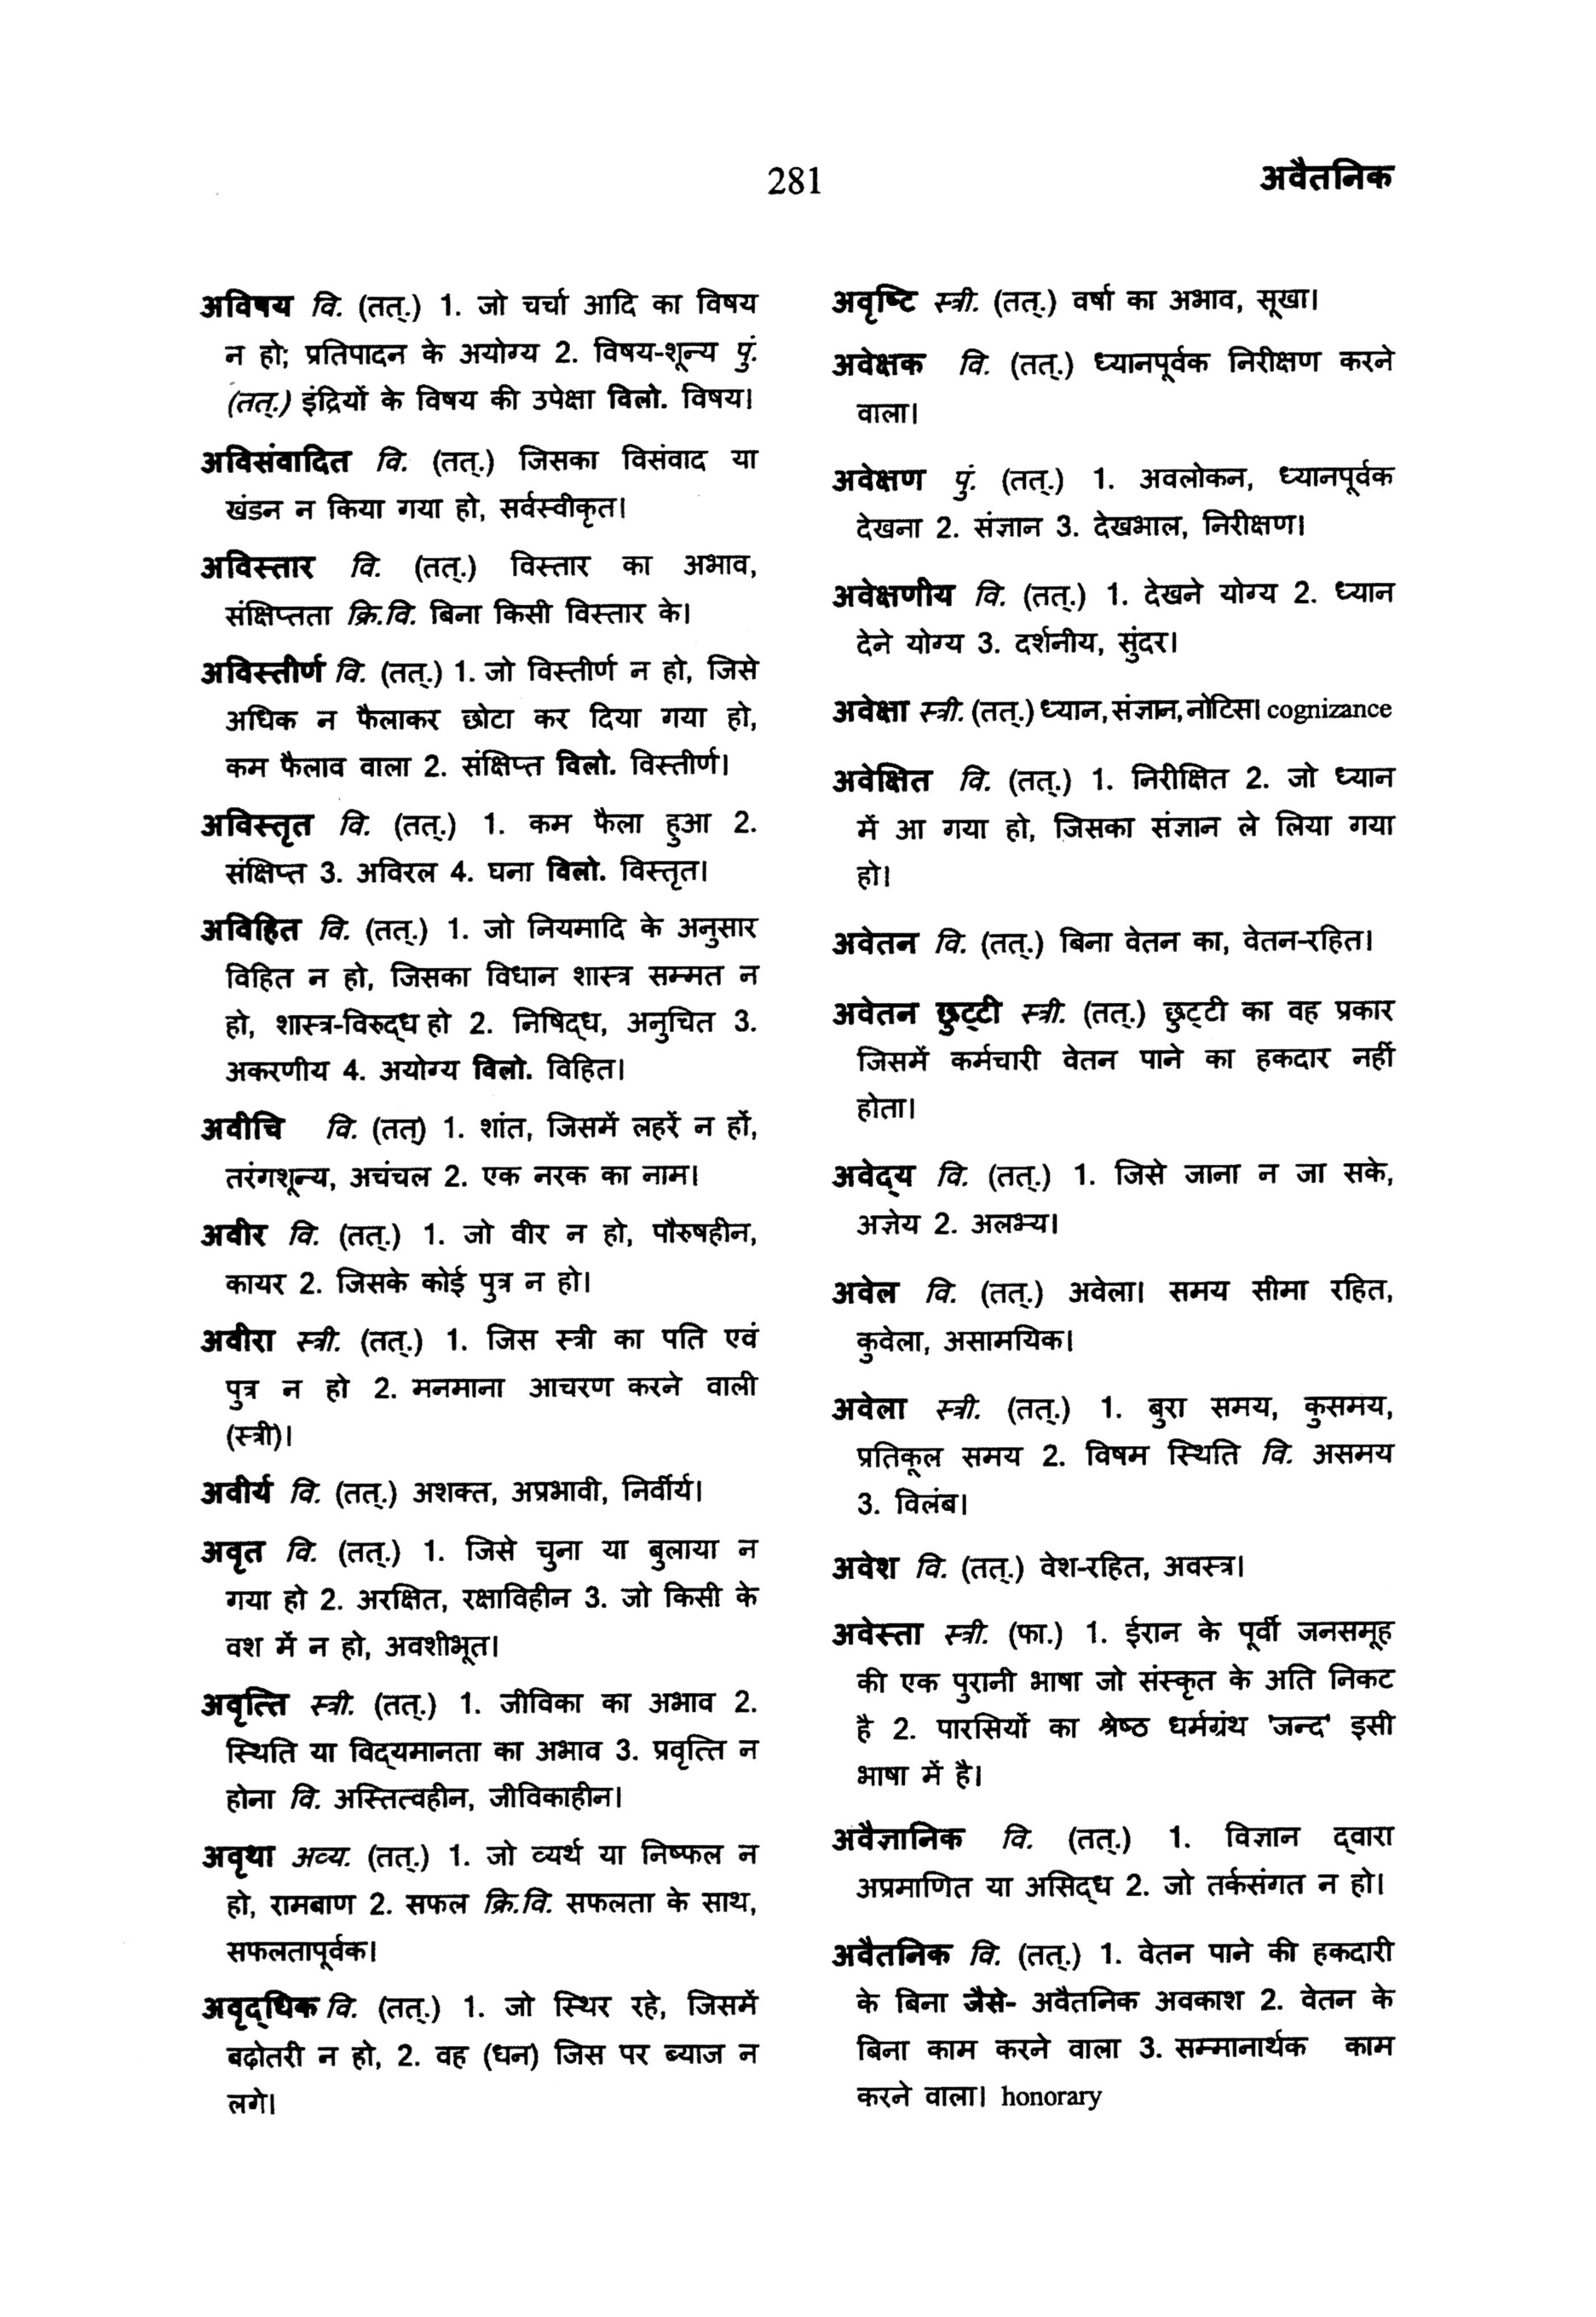 281
अवैतनिक
अविषय वि. (तत्.) 1. जो चर्चा आदि का विषय
न हो; प्रतिपादन के अयोग्य 2. विषय-शून्य पुं.
(तत्.) इंद्रियों के विषय की उपेक्षा विलो. विषय।
अविसंवादित वि. (तत्.) जिसका विसंवाद या
खंडन न किया गया हो, सर्वस्वीकृत।
अविस्तार वि. (तत्.) विस्तार का अभाव,
संक्षिप्तता क्रि.वि. बिना किसी विस्तार के।
अविस्तीर्ण वि. (तत्.) 1. जो विस्तीर्ण न हो, जिसे
अधिक न फैलाकर छोटा कर दिया गया हो,
कम फैलाव वाला 2. संक्षिप्त विलो. विस्तीर्ण।
अविस्तृत वि. (तत्.) 1. कम फैला हुआ 2.
संक्षिप्त 3. अविरल 4. घना विलो. विस्तृत।
अविहित वि. (तत्.) 1. जो नियमादि के अनुसार
विहित न हो, जिसका विधान शास्त्र सम्मत न
हो, शास्त्र-विरुद्ध हो 2. निषिद्ध, अनुचित 3.
अकरणीय 4. अयोग्य विलो. विहित।
अवीचि वि. (तत्) 1. शांत, जिसमें लहरें न हों,
तरंगशून्य, अचंचल 2. एक नरक का नाम।
अवीर वि. (तत्.) 1. जो वीर न हो, पौरुषहीन,
कायर 2. जिसके कोई पुत्र न हो।
अवीरा स्त्री. (तत्.) 1. जिस स्त्री का पति एवं
पुत्र न हो 2. मनमाना आचरण करने वाली
(स्त्री)।
अवीर्य वि. (तत्.) अशक्त, अप्रभावी, निर्वीर्य।
अवृत वि. (तत्.) 1. जिसे चुना या बुलाया न
गया हो 2. अरक्षित, रक्षाविहीन 3. जो किसी के
वश में न हो, अवशीभूत।
अवृत्ति स्त्री. (तत्.) 1. जीविका का अभाव 2.
स्थिति या विद्यमानता का अभाव 3. प्रवृत्ति न
होना वि. अस्तित्वहीन, जीविकाहीन।
अवृथा अव्य. (तत्.) 1. जो व्यर्थ या निष्फल न
हो, रामबाण 2. सफल क्रि.वि. सफलता के साथ,
सफलतापूर्वक।
अवृद्धिक वि. (तत्.) 1. जो स्थिर रहे, जिसमें
बढ़ोतरी न हो, 2. वह (धन) जिस पर ब्याज न
लगे।
अवृष्टि स्त्री. (तत्.) वर्षा का अभाव, सूखा।
अवेक्षक वि. (तत्.) ध्यानपूर्वक निरीक्षण करने
वाला।
अवेक्षण पुं. (तत्.) 1. अवलोकन, ध्यानपूर्वक
देखना 2. संज्ञान 3. देखभाल, निरीक्षण।
अवेक्षणीय वि. (तत्.) 1. देखने योग्य 2. ध्यान
देने योग्य 3. दर्शनीय, सुंदर।
अवेक्षा स्त्री. (तत्.) ध्यान, संज्ञान, नोटिस। cognizance
अवेक्षित वि. (तत्.) 1. निरीक्षित 2. जो ध्यान
में आ गया हो, जिसका संज्ञान ले लिया गया
हो।
अवेतन वि. (तत्.) बिना वेतन का, वेतन-रहित।
अवेतन छुट्टी स्त्री. (तत्.) छुट्टी का वह प्रकार
जिसमें कर्मचारी वेतन पाने का हकदार नहीं
होता।
अवेद्य वि. (तत्.) 1. जिसे जाना न जा सके,
अज्ञेय 2. अलभ्य।
अवेल वि. (तत्.) अवेला। समय सीमा रहित,
कुवेला, असामयिक।
अवेला स्त्री. (तत्.) 1. बुरा समय, कुसमय,
प्रतिकूल समय 2. विषम स्थिति वि. असमय
3. विलंब।
अवेश वि. (तत्.) वेश-रहित, अवस्त्र।
अवेस्ता स्त्री. (फा.) 1. ईरान के पूर्वी जनसमूह
की एक पुरानी भाषा जो संस्कृत के अति निकट
है 2. पारसियों का श्रेष्ठ धर्मग्रंथ 'जन्द' इसी
भाषा में है।
अवैज्ञानिक वि. (तत्.) 1. विज्ञान द्वारा
अप्रमाणित या असिद्ध 2. जो तर्कसंगत न हो।
अवैतनिक वि. (तत्.) 1. वेतन पाने की हकदारी
के बिना जैसे- अवैतनिक अवकाश 2. वेतन के
बिना काम करने वाला 3. सम्मानार्थक काम
करने वाला। honorary